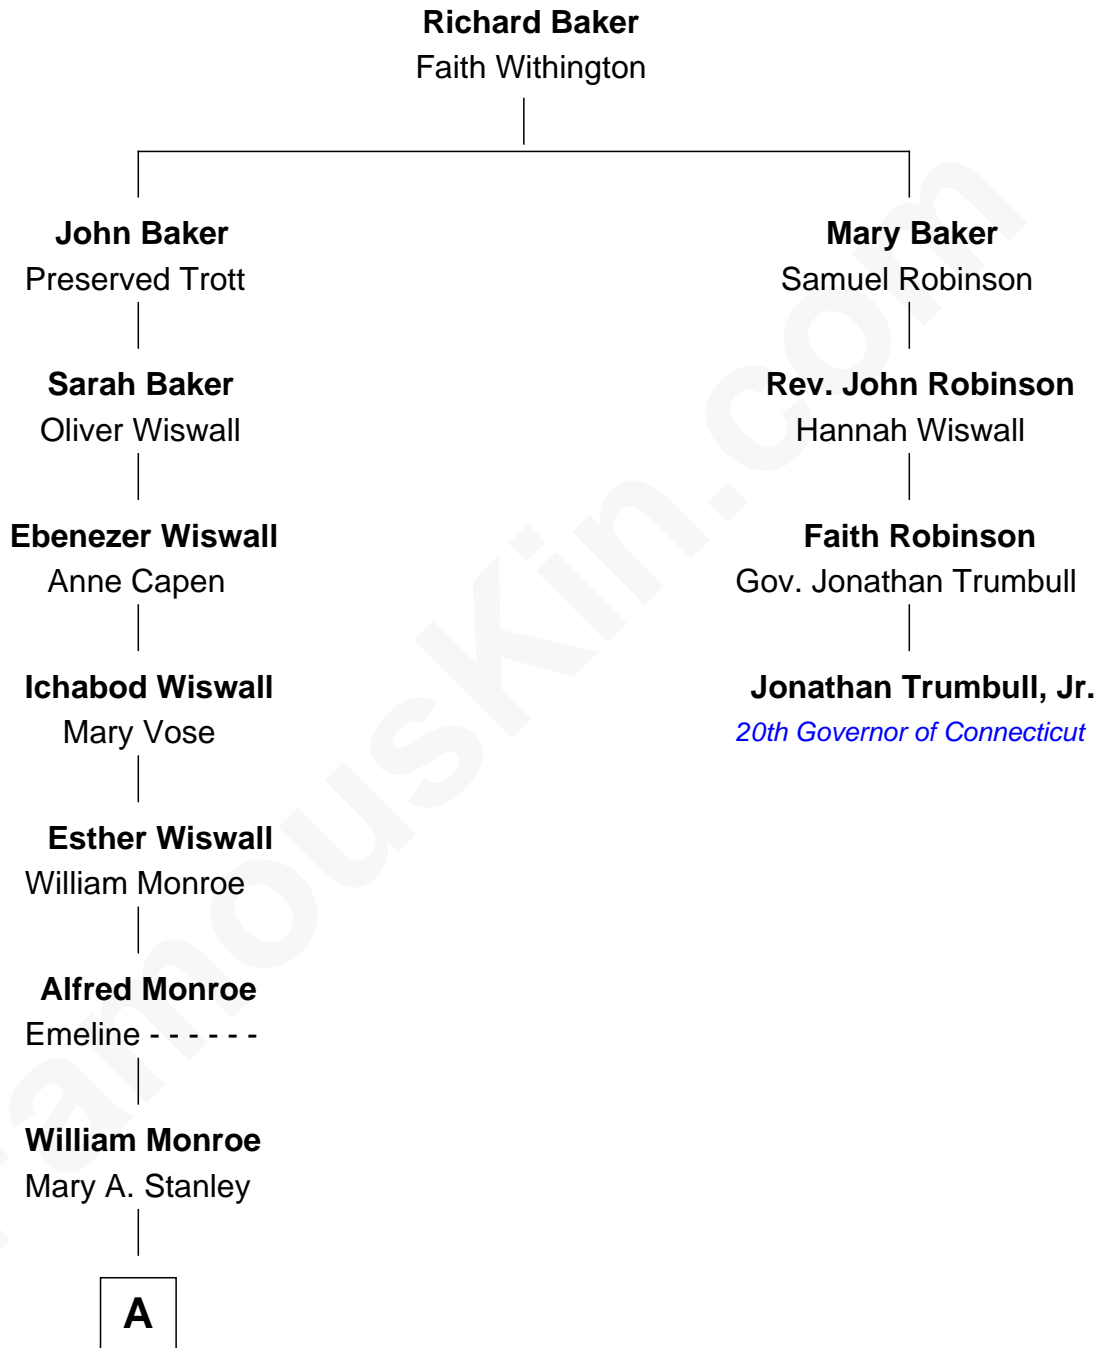 Richard Baker
Faith Withington
John Baker
Preserved Trott
Mary Baker
Samuel Robinson
Sarah Baker
Oliver Wiswall
Rev. John Robinson
Hannah Wiswall
Ebenezer Wiswall
Anne Capen
Faith Robinson
Gov. Jonathan Trumbull
Ichabod Wiswall
Mary Vose
Jonathan Trumbull, Jr.
20th Governor of Connecticut
Esther Wiswall
William Monroe
Alfred Monroe
Emeline - - - - - -
William Monroe
Mary A. Stanley
A
FamousKin.com